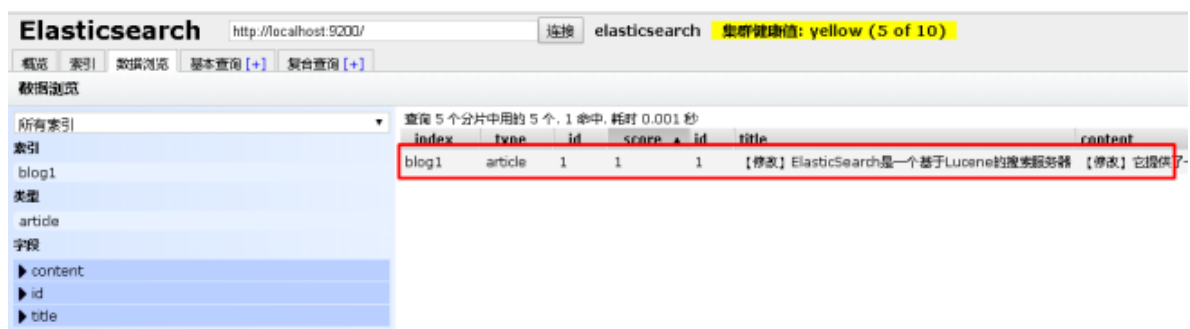 Elasticsearch http://localhost:9200/ 连接 elasticsearch 集群健康值: yellow (5 of 10)
概览 索引 数据浏览 基本查询 [+] 复合查询 [+]
数据浏览
所有索引
索引
blog1
类型
article
字段
content
id
title
查询 5 个分片中用的 5 个. 1 命中. 耗时 0.001 秒
index type id score ▲ id title content
blog1 article 1 1 1 【修改】ElasticSearch是一个基于Lucene的搜索服务器 【修改】它提供了一